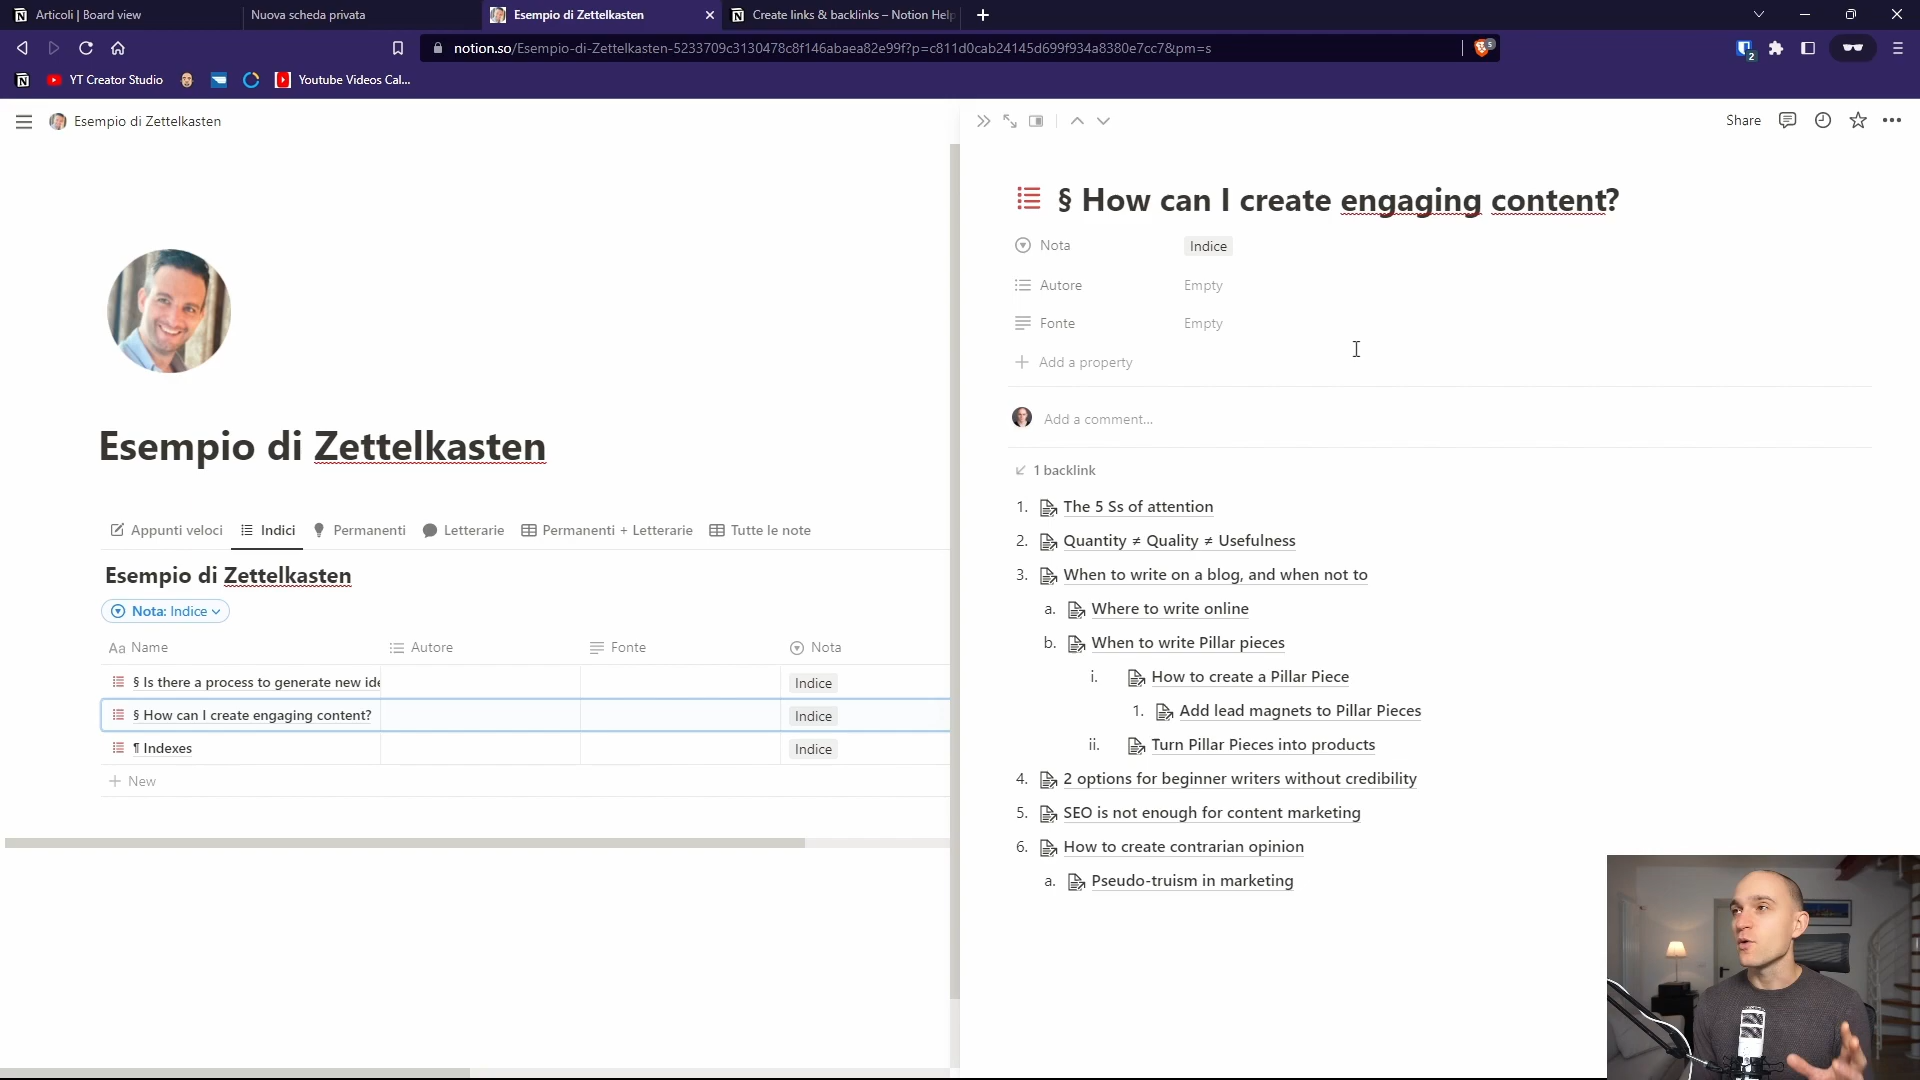 Articoli | Board view
Nuova scheda privata
Esempio di Zettelkasten
Create links & backlinks – Notion Help
notion.so/Esempio-di-Zettelkasten-5233709c3130478c8f146abaea82e99f?p=c811d0cab24145d699f934a8380e7cc7&pm=s
YT Creator Studio
Youtube Videos Cal...
Esempio di Zettelkasten
Esempio di Zettelkasten
Appunti veloci
Indici
Permanenti
Letterarie
Permanenti + Letterarie
Tutte le note
Esempio di Zettelkasten
Nota: Indice
Aa Name
Autore
Fonte
Nota
§ Is there a process to generate new ide
Indice
§ How can I create engaging content?
Indice
¶ Indexes
Indice
+ New
Share
§ How can I create engaging content?
Nota
Indice
Autore
Empty
Fonte
Empty
+ Add a property
Add a comment...
1 backlink
1. The 5 Ss of attention
2. Quantity ≠ Quality ≠ Usefulness
3. When to write on a blog, and when not to
a. Where to write online
b. When to write Pillar pieces
i. How to create a Pillar Piece
1. Add lead magnets to Pillar Pieces
ii. Turn Pillar Pieces into products
4. 2 options for beginner writers without credibility
5. SEO is not enough for content marketing
6. How to create contrarian opinion
a. Pseudo-truism in marketing